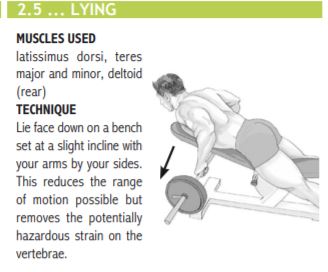 2.5 ... LYING
MUSCLES USED
latissimus dorsi, teres
major and minor, deltoid
(rear)
TECHNIQUE
Lie face down on a bench
set at a slight incline with
your arms by your sides.
This reduces the range
of motion possible but
removes the potentially
hazardous strain on the
vertebrae.